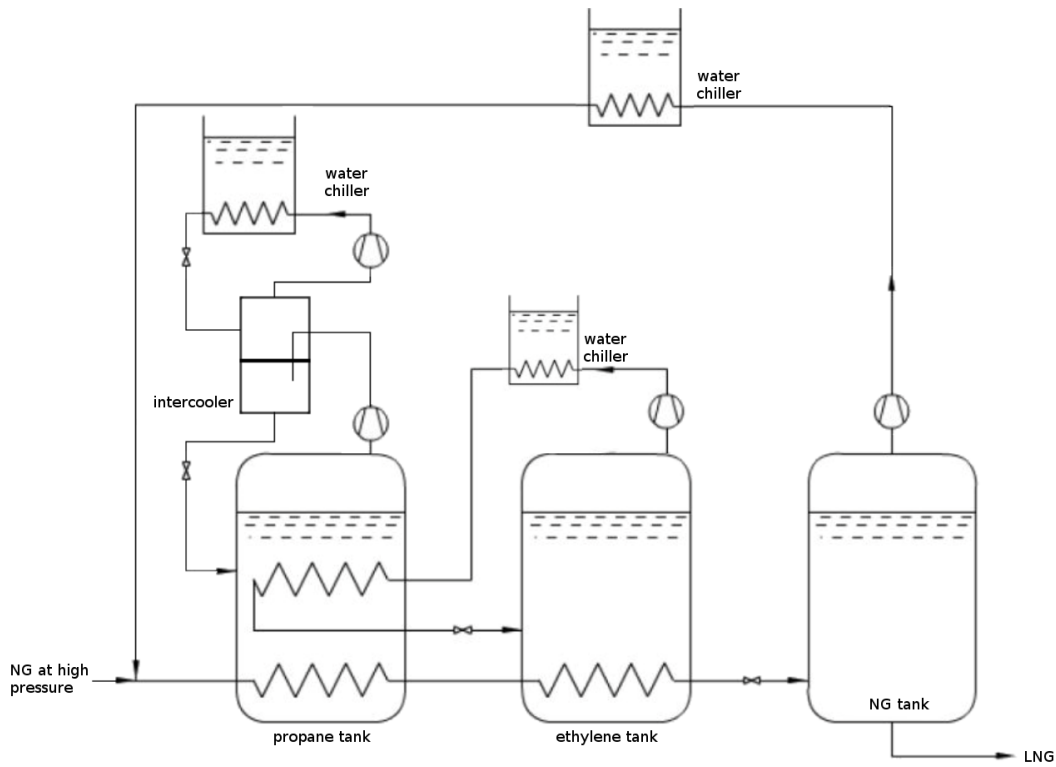 water
chiller
water
chiller
water
chiller
intercooler
NG at high
pressure
NG tank
propane tank
ethylene tank
LNG